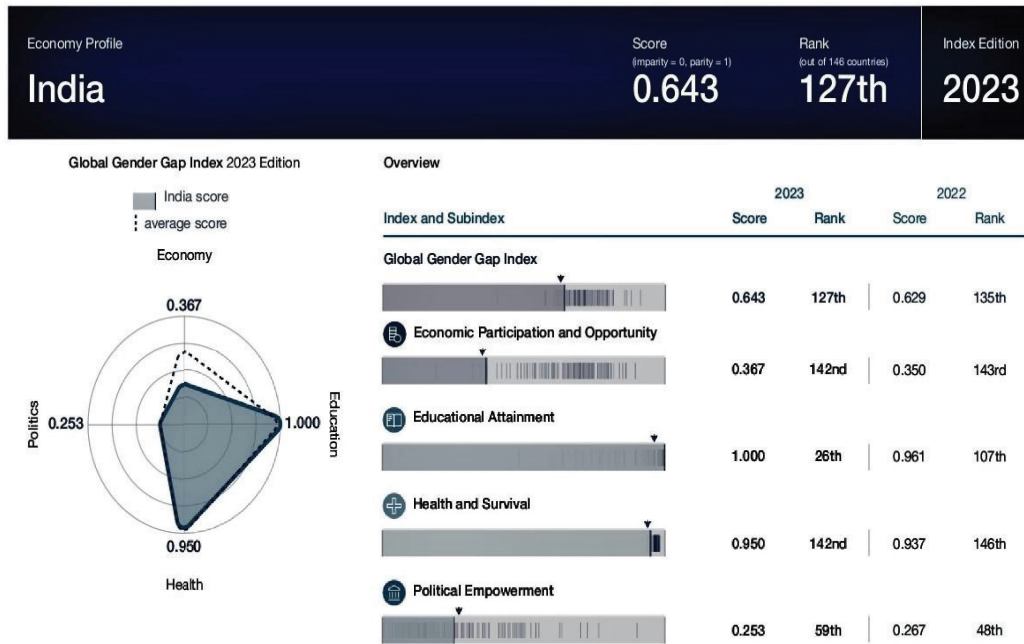 Economy Profile
India
Score
(imparity = 0, parity = 1)
0.643
Rank
(out of 146 countries)
127th
Index Edition
2023
Global Gender Gap Index 2023 Edition
India score
average score
Economy
0.367
Politics
0.253
1.000
Education
0.950
Health
Overview
2023 2022
Index and Subindex Score Rank Score Rank
Global Gender Gap Index
0.643 127th 0.629 135th
Economic Participation and Opportunity
0.367 142nd 0.350 143rd
Educational Attainment
1.000 26th 0.961 107th
Health and Survival
0.950 142nd 0.937 146th
Political Empowerment
0.253 59th 0.267 48th